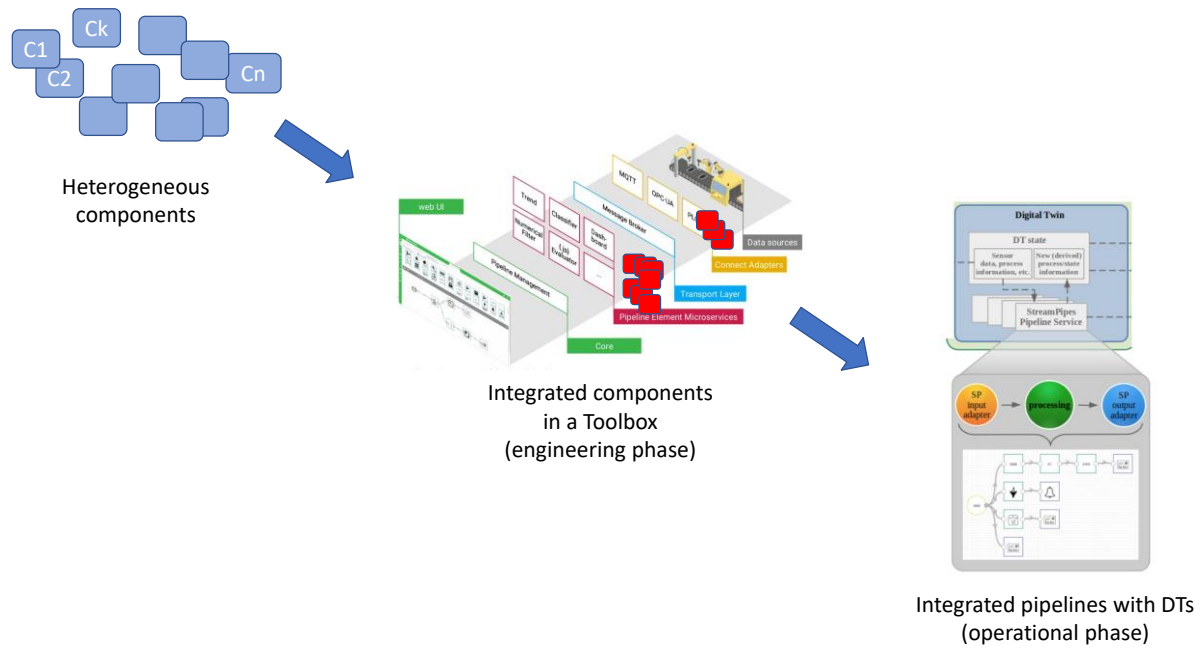 C1
Ck
C2
Cn
Heterogeneous
components
web UI
Pipeline Management
Trend
Classifier
Dash-
board
Numerical
Filter
Evaluator
...
Message Broker
MQTT
OPC UA
Data sources
Connect Adapters
Transport Layer
Pipeline Element Microservices
Core
Integrated components
in a Toolbox
(engineering phase)
Digital Twin
DT state
Sensor
data, process
information, etc.
New (derived)
process/state
information
StreamPipes
Pipeline Service
SP
input
adapter
processing
SP
output
adapter
Integrated pipelines with DTs
(operational phase)